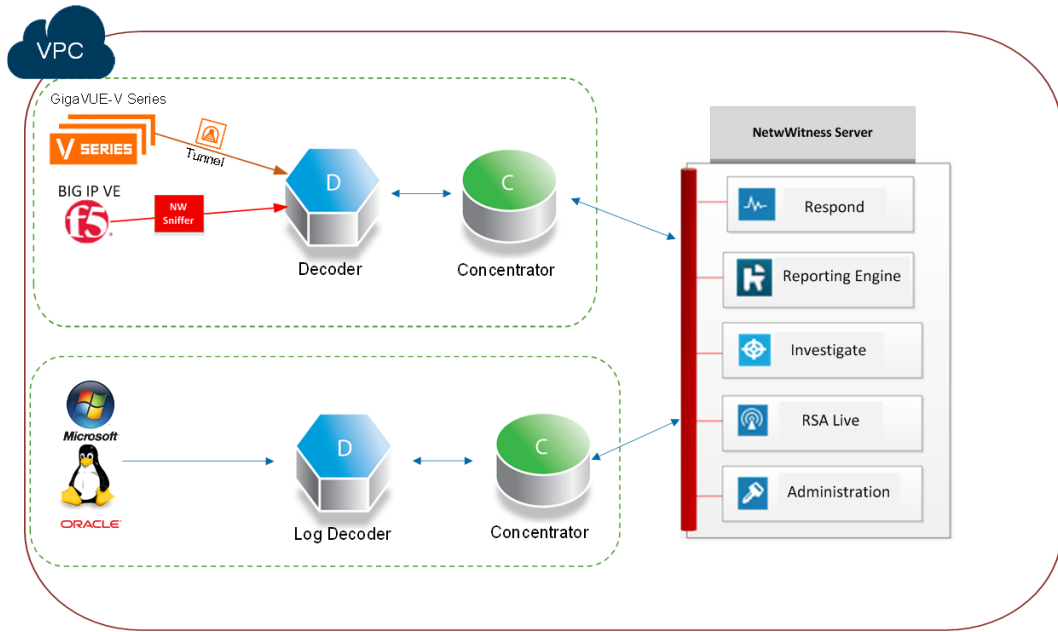 VPC
GigaVUE-V Series
V SERIES
Tunnel
BIG IP VE
f5
NW
Sniffer
D
Decoder
C
Concentrator
Microsoft
ORACLE
D
Log Decoder
C
Concentrator
NetwWitness Server
Respond
Reporting Engine
Investigate
RSA Live
Administration